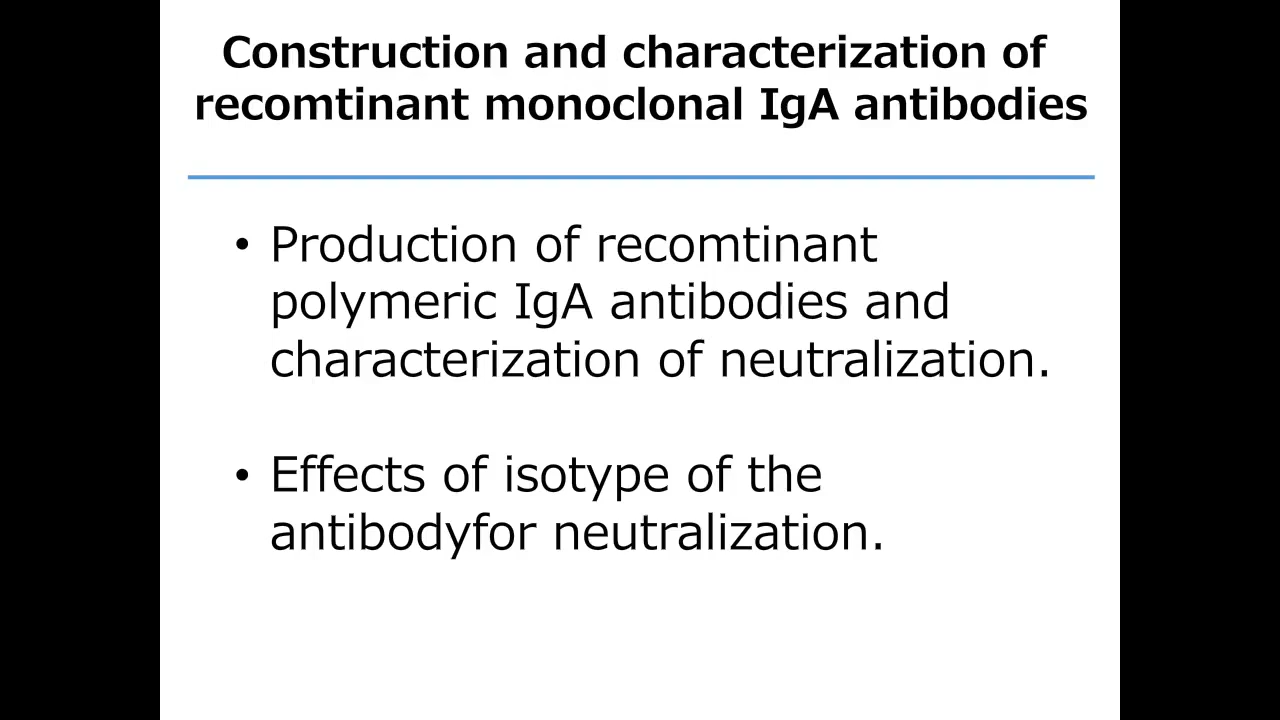 Construction and characterization of
recomtinant monoclonal IgA antibodies
• Production of recomtinant
polymeric IgA antibodies and
characterization of neutralization.
• Effects of isotype of the
antibodyfor neutralization.